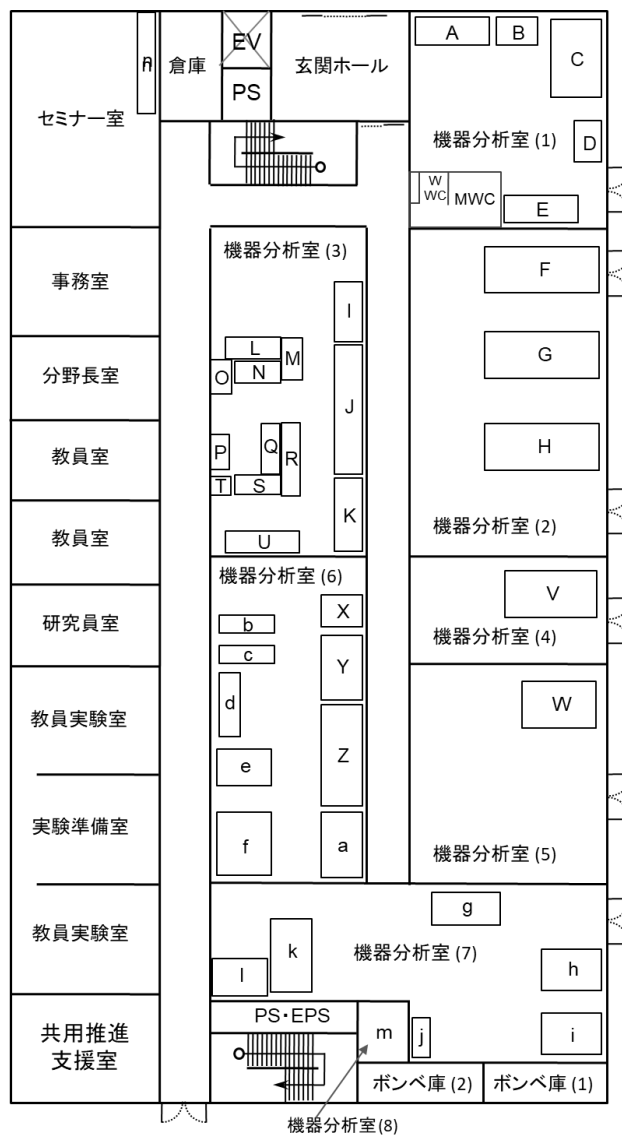 A
B
EV
n
倉庫
玄関ホール
C
PS
セミナー室
機器分析室 (1)
D
W
WC
MWC
E
機器分析室 (3)
F
事務室
I
L
M
G
分野長室
O
N
J
Q
R
H
教員室
P
T
S
K
機器分析室 (2)
教員室
U
機器分析室 (6)
V
X
b
研究員室
機器分析室 (4)
c
Y
d
W
教員実験室
Z
e
実験準備室
f
a
機器分析室 (5)
g
教員実験室
k
機器分析室 (7)
l
h
PS・EPS
共用推進
支援室
m
j
i
ボンベ庫 (2)
ボンベ庫 (1)
機器分析室(8)